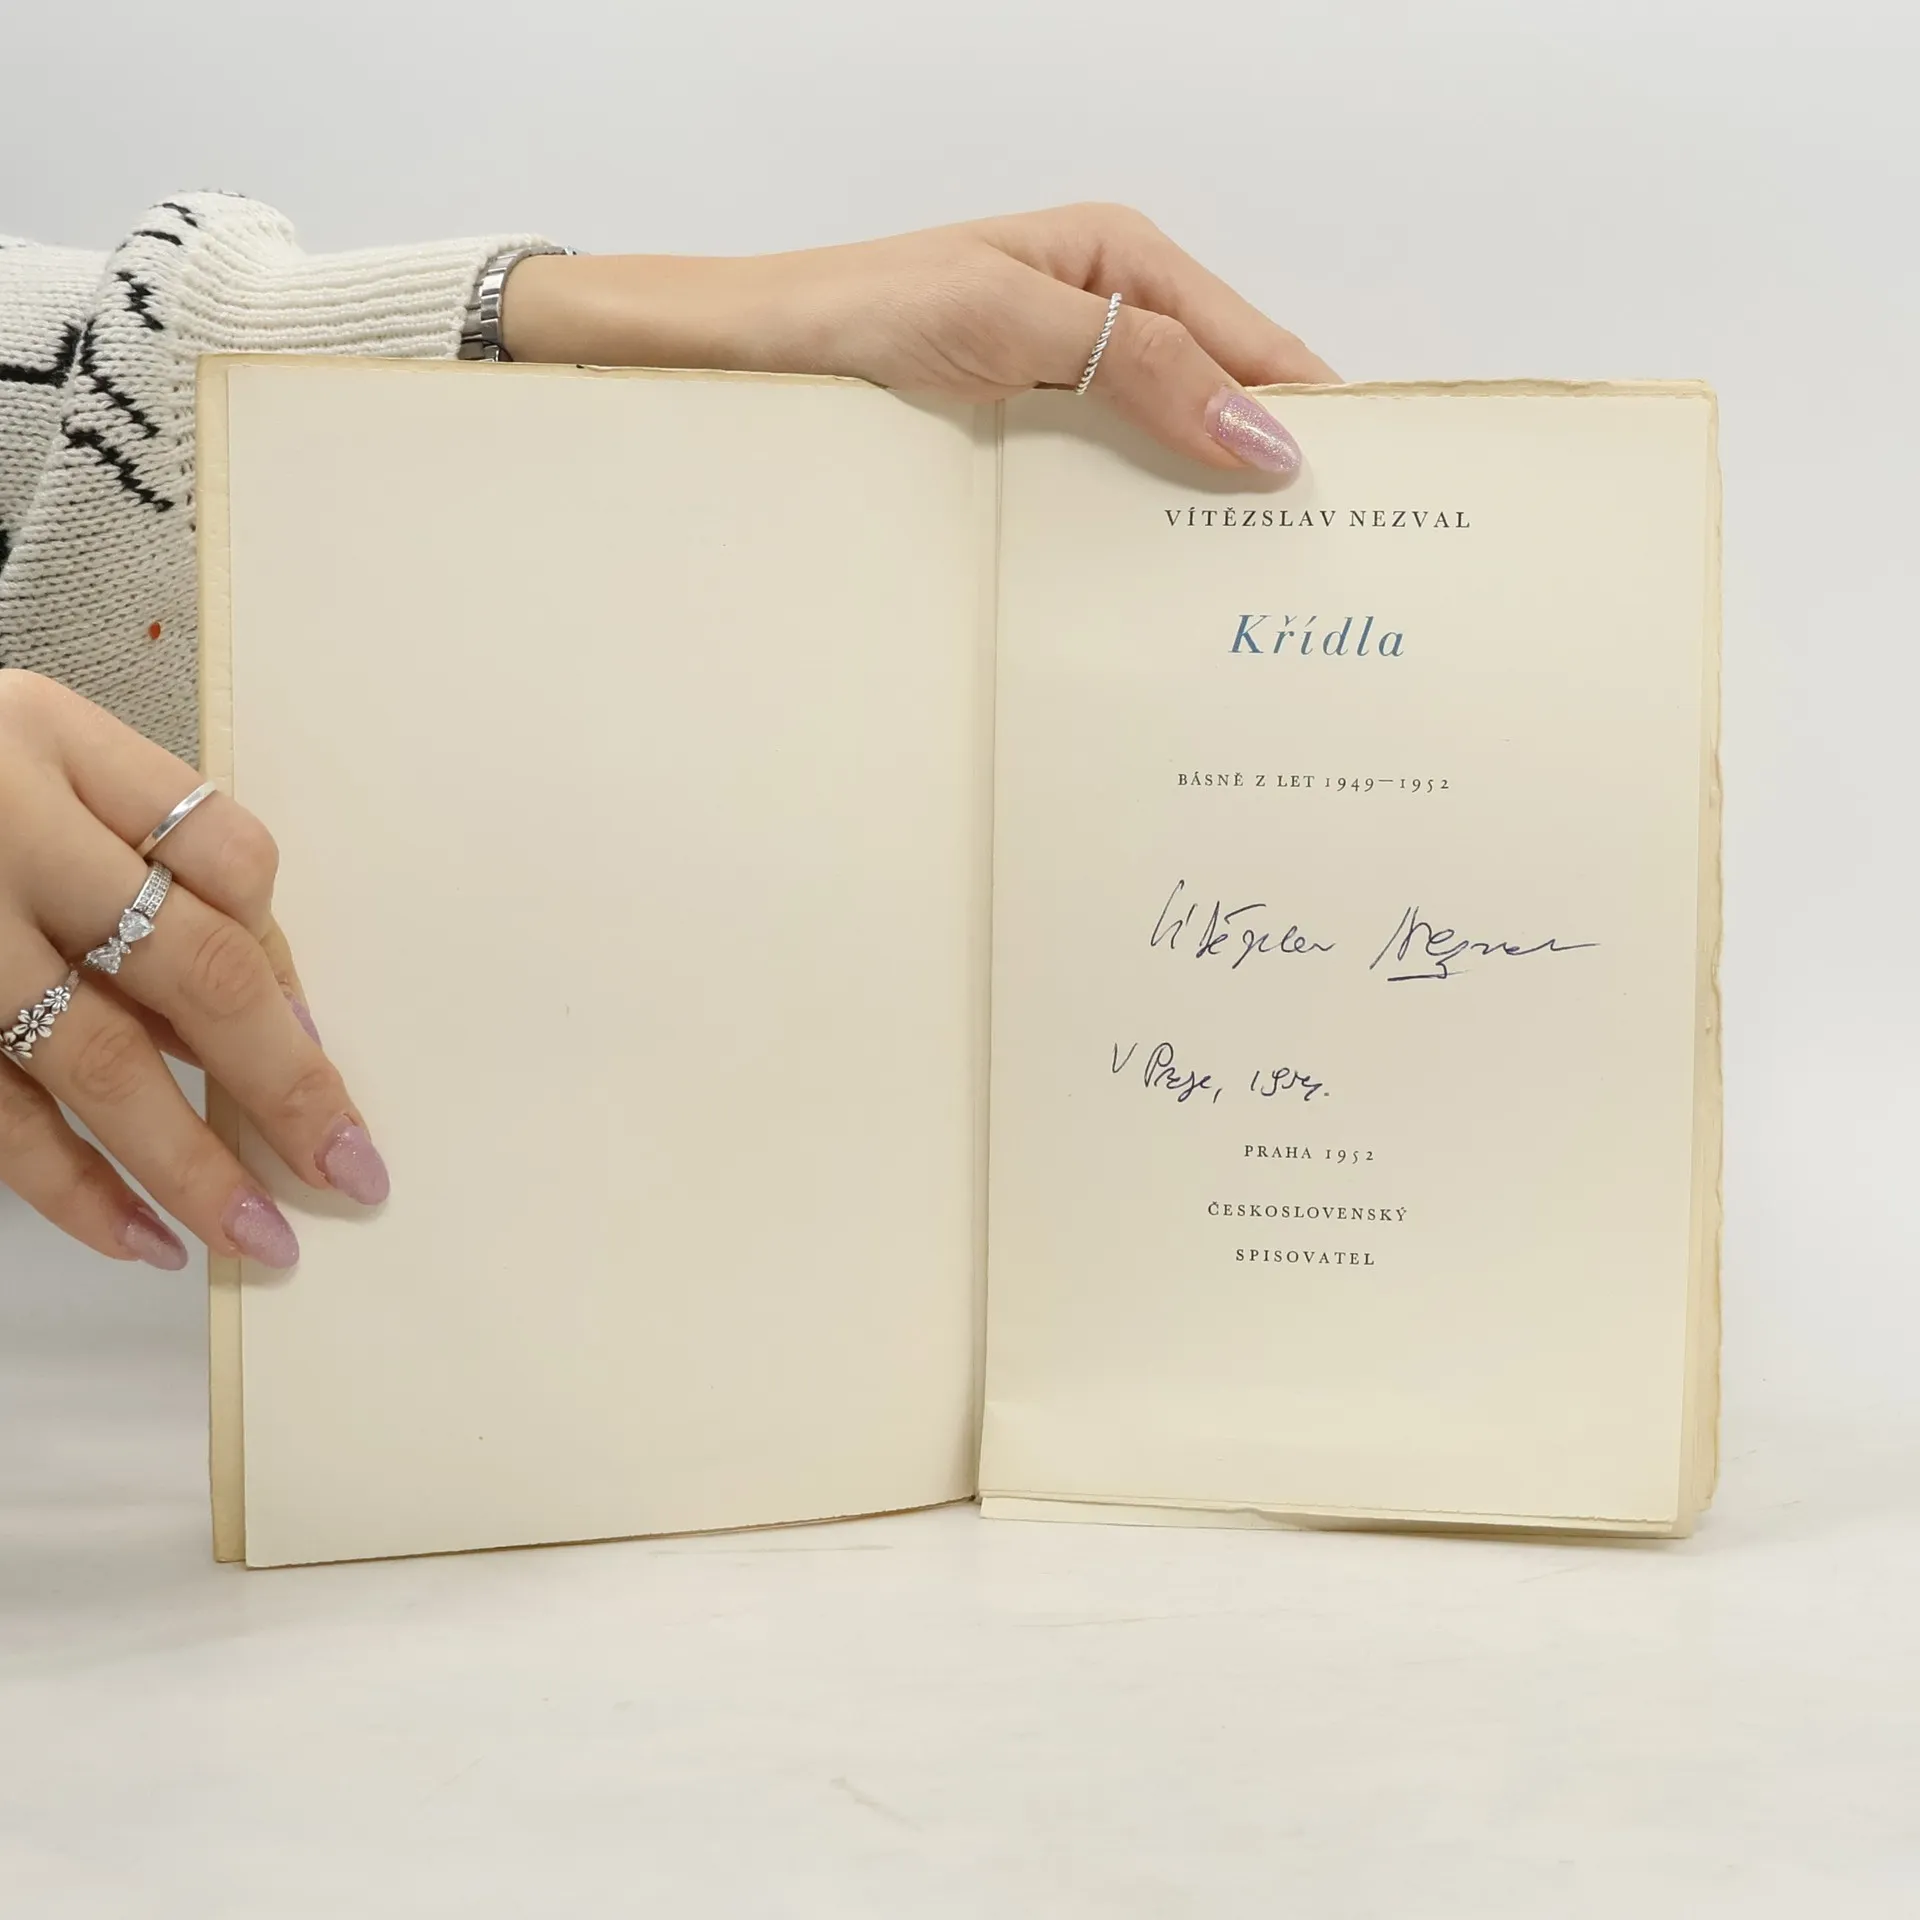 VÍTĚZSLAV NEZVAL
Křídla
BÁSNĚ Z LET 1949—1952
Vítězslav Nezval
V Praze, 1954.
PRAHA 1952
ČESKOSLOVENSKÝ
SPISOVATEL